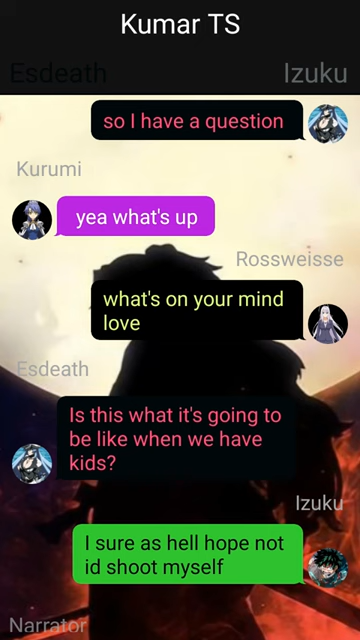 Kumar TS
Esdeath
Izuku
so I have a question
Kurumi
yea what's up
Rossweisse
what's on your mind
love
Esdeath
Is this what it's going to
be like when we have
kids?
Izuku
I sure as hell hope not
id shoot myself
Narrator